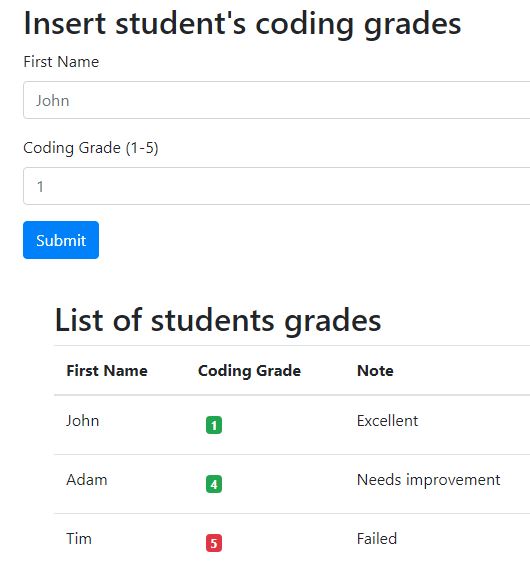 Insert student's coding grades
First Name
John
Coding Grade (1-5)
1
Submit
List of students grades
First Name Coding Grade Note
John 1 Excellent
Adam 4 Needs improvement
Tim 5 Failed